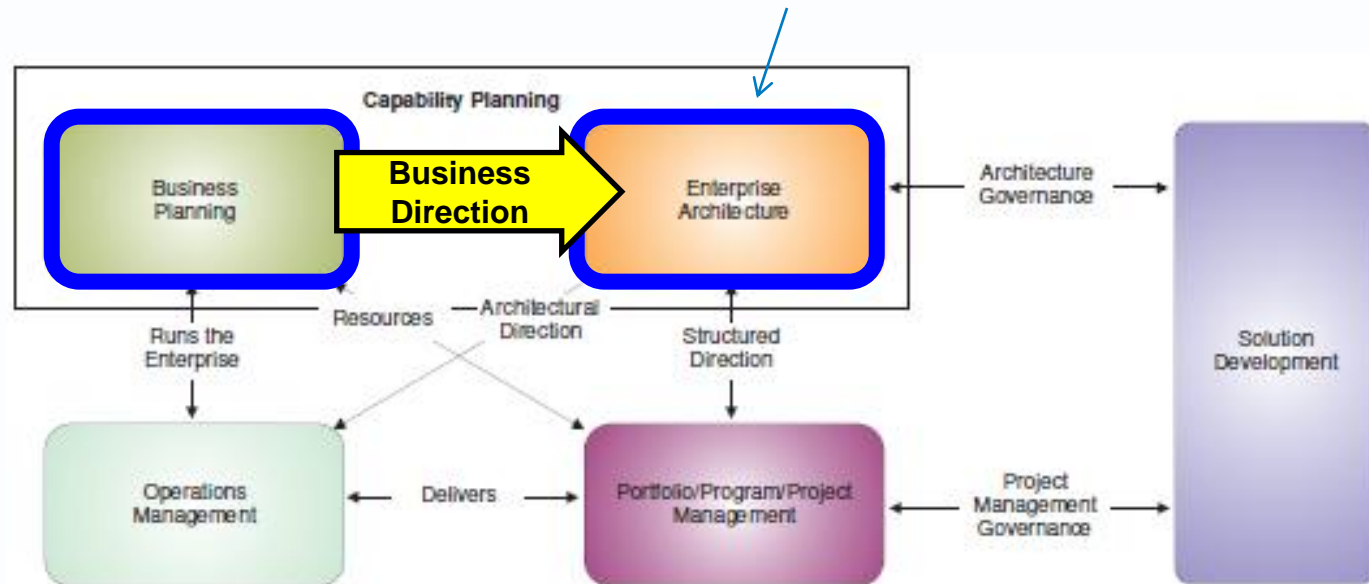 Capability Planning
Business
Planning
Business
Direction
Enterprise
Architecture
Architecture
Governance
Runs the
Enterprise
Resources
Architectural
Direction
Structured
Direction
Solution
Development
Operations
Management
Delivers
Portfolio/Program/Project
Management
Project
Management
Governance